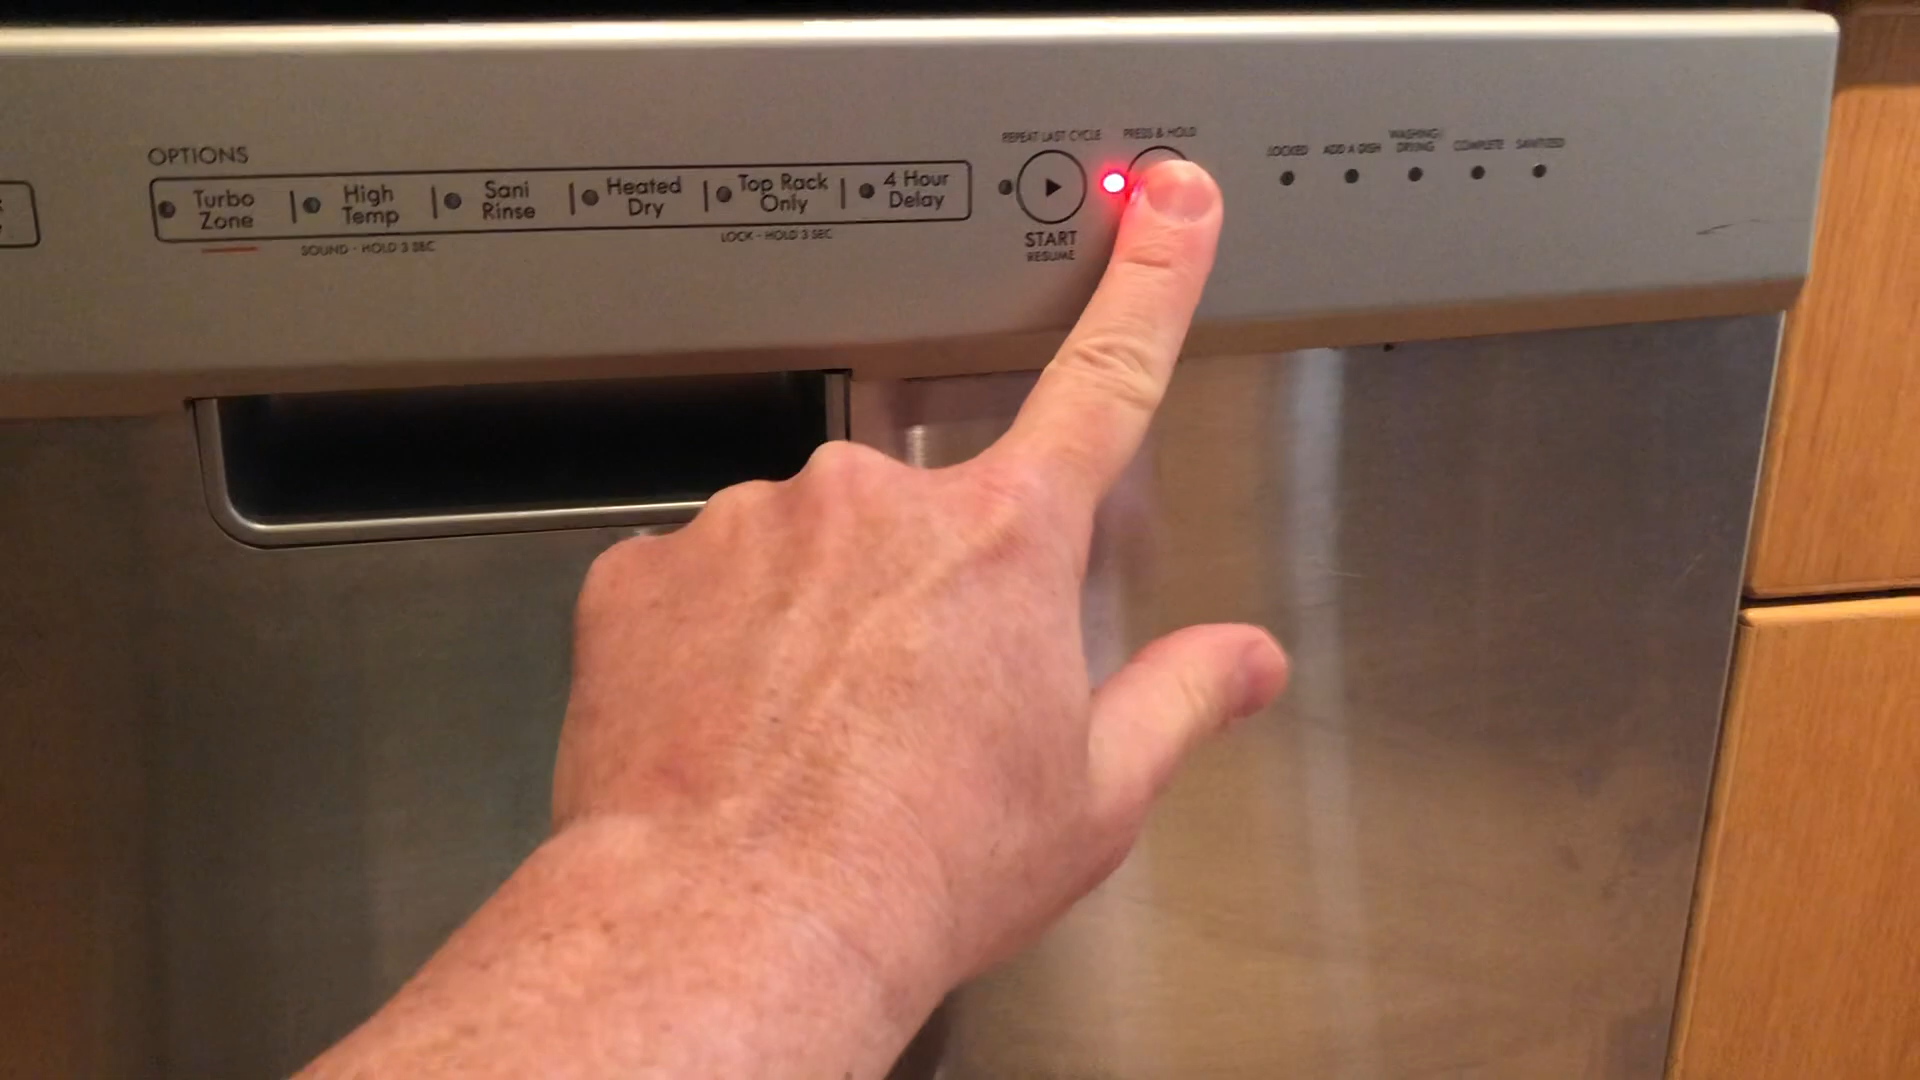 OPTIONS
Turbo
Zone
High
Temp
Sani
Rinse
Heated
Dry
Top Rack
Only
4 Hour
Delay
SOUND - HOLD 3 SEC
LOCK - HOLD 3 SEC
REPEAT LAST CYCLE
START
RESUME
PRESS & HOLD
LOCKED
ADD A DISH
WASHING/
DRYING
COMPLETE
SANITIZED